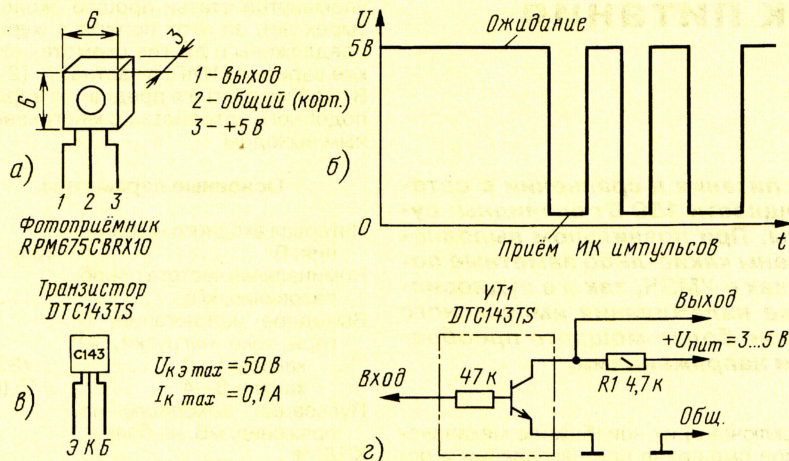 6
3
6
1 – выход
2 – общий (корп.)
3 – +5 В
а)
1 2 3
Фотоприёмник
RPM675CBRX10
U
5В
Ожидание
б)
0
Приём ИК импульсов
t
Транзистор
DTC143TS
C143
Uкэ max = 50 В
Iк max = 0,1 А
в)
Э К Б
VT1
DTC143TS
Выход
+Uпит = 3...5 В
Вход
47 к
R1 4,7 к
Общ.
г)